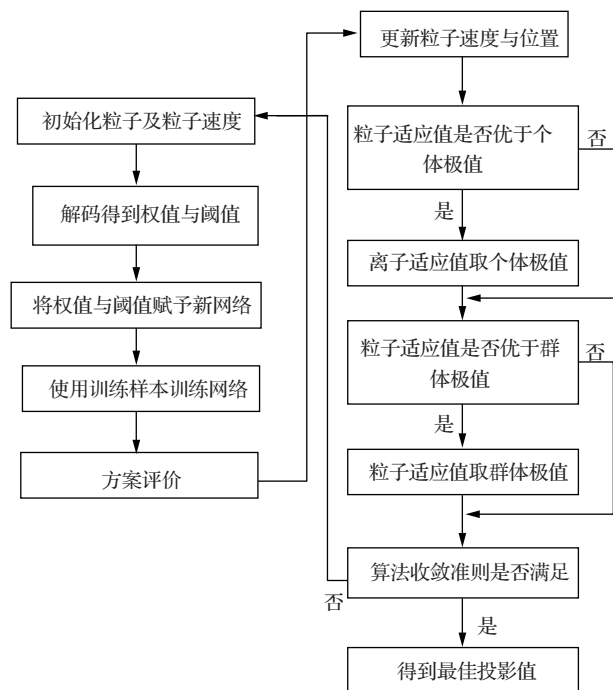 初始化粒子及粒子速度
解码得到权值与阈值
将权值与阈值赋予新网络
使用训练样本训练网络
方案评价
更新粒子速度与位置
粒子适应值是否优于个
体极值
否
是
离子适应值取个体极值
粒子适应值是否优于群
体极值
否
是
粒子适应值取群体极值
算法收敛准则是否满足
否
是
得到最佳投影值